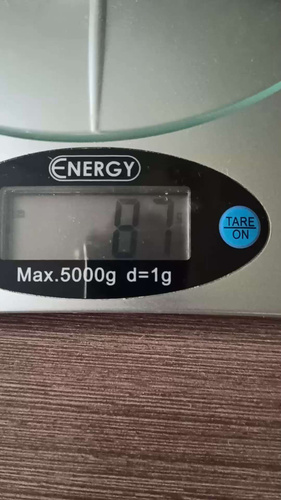 ENERGY
87
TARE
ON
Max.5000g d=1g